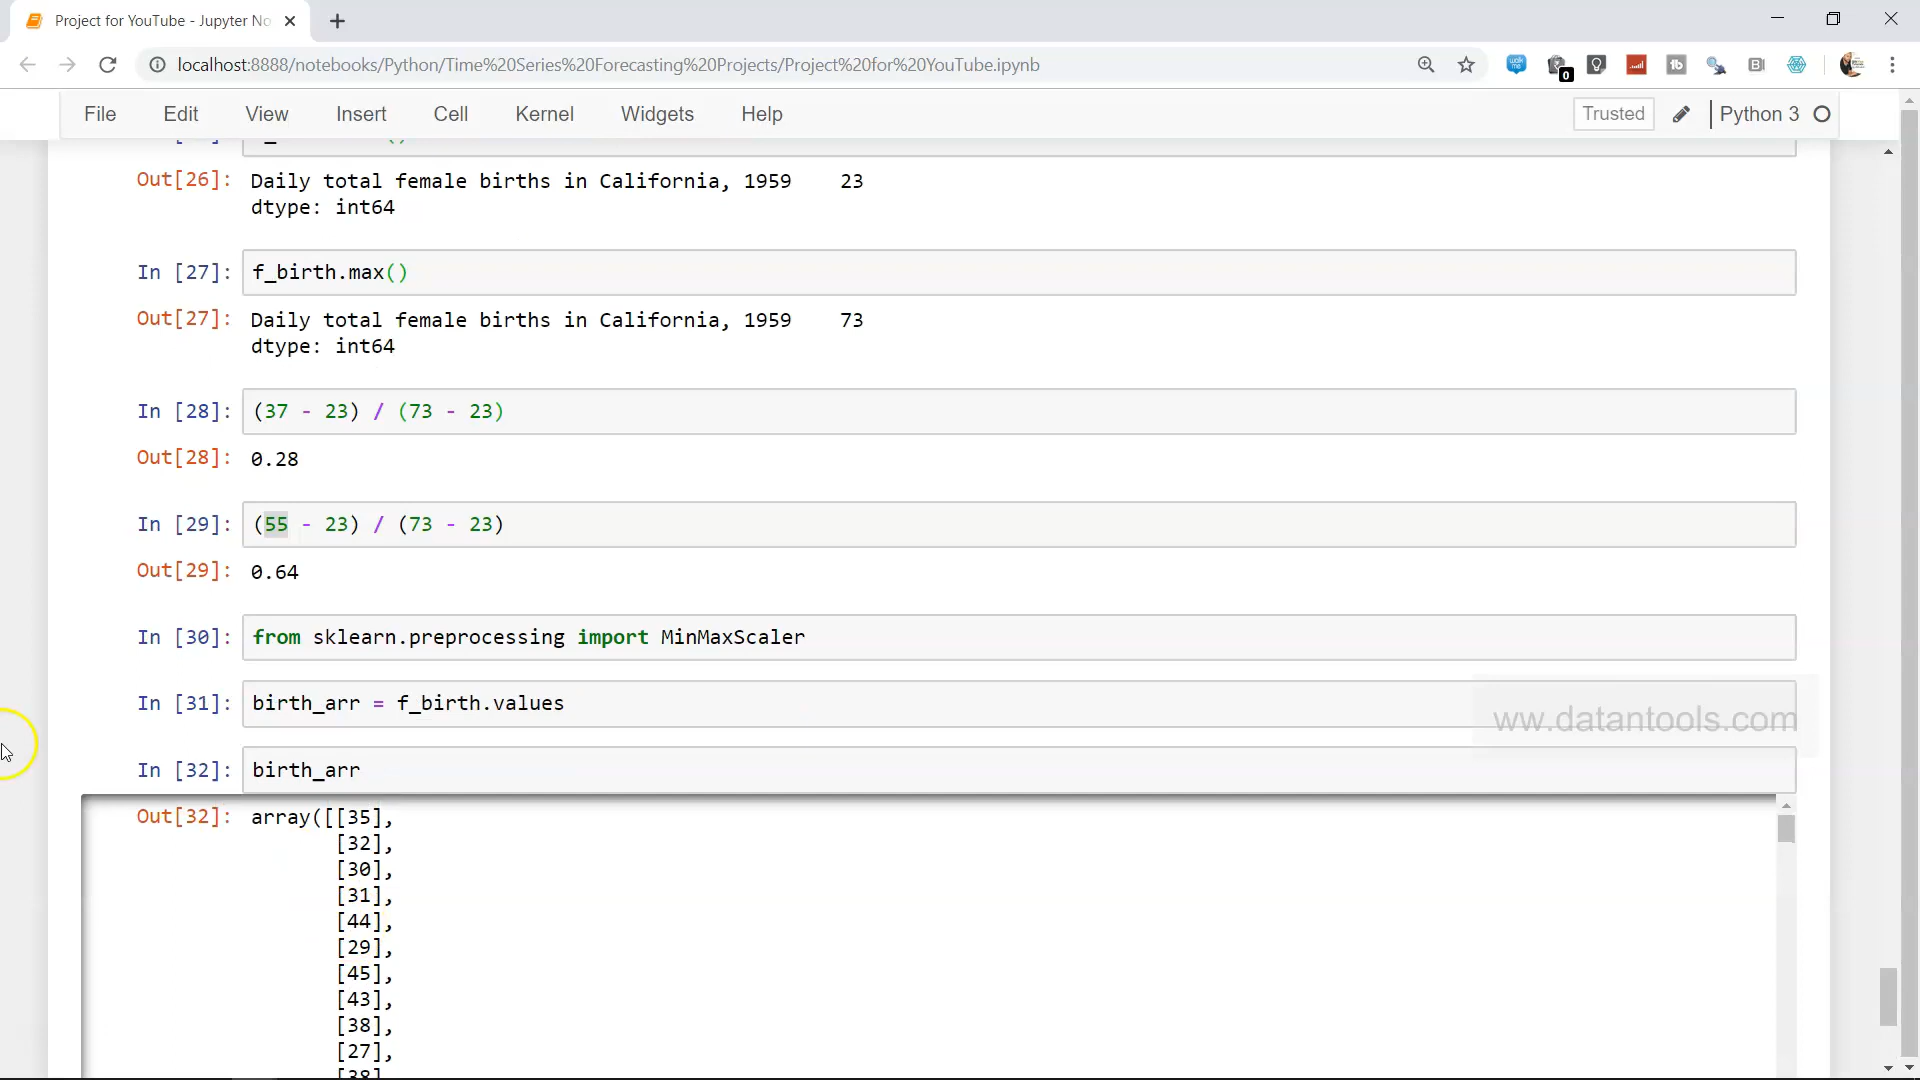 Project for YouTube - Jupyter No
localhost:8888/notebooks/Python/Time%20Series%20Forecasting%20Projects/Project%20for%20YouTube.ipynb
0
File Edit View Insert Cell Kernel Widgets Help Trusted Python 3
Out[26]: Daily total female births in California, 1959    23
dtype: int64
In [27]: f_birth.max()
Out[27]: Daily total female births in California, 1959    73
dtype: int64
In [28]: (37 - 23) / (73 - 23)
Out[28]: 0.28
In [29]: (55 - 23) / (73 - 23)
Out[29]: 0.64
In [30]: from sklearn.preprocessing import MinMaxScaler
In [31]: birth_arr = f_birth.values
ww.datantools.com
In [32]: birth_arr
Out[32]: array([[35],
[32],
[30],
[31],
[44],
[29],
[45],
[43],
[38],
[27],
[38],